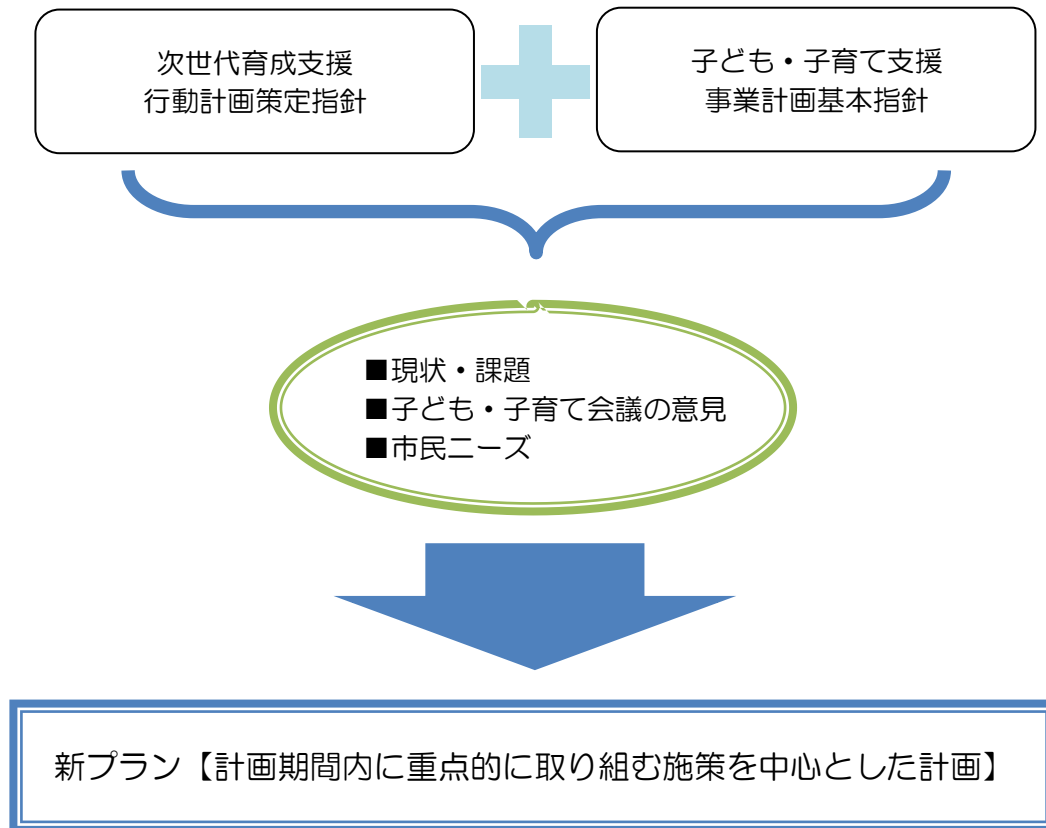 次世代育成支援
行動計画策定指針
子ども・子育て支援
事業計画基本指針
■現状・課題
■子ども・子育て会議の意見
■市民ニーズ
新プラン【計画期間内に重点的に取り組む施策を中心とした計画】